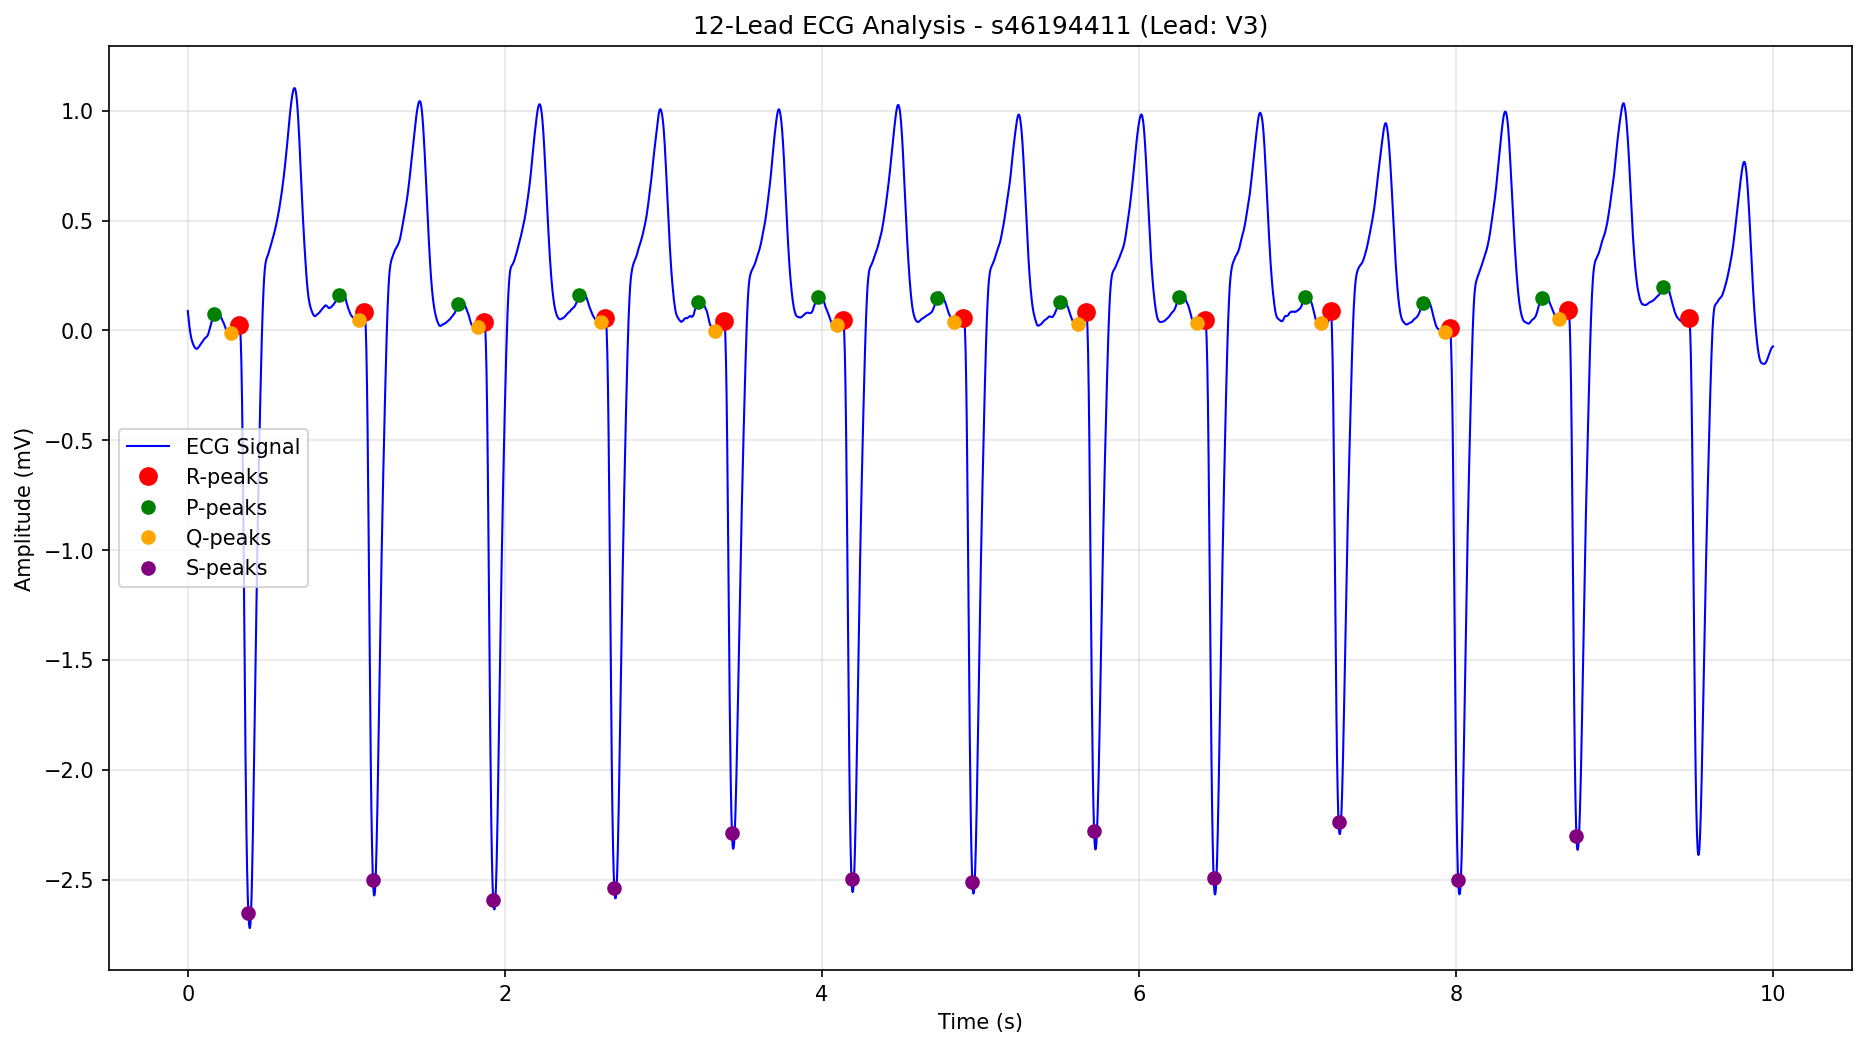 12-Lead ECG Analysis - s46194411 (Lead: V3)
1.0
0.5
0.0
−0.5
−1.0
−1.5
−2.0
−2.5
Amplitude (mV)
ECG Signal
R-peaks
P-peaks
Q-peaks
S-peaks
0 2 4 6 8 10
Time (s)